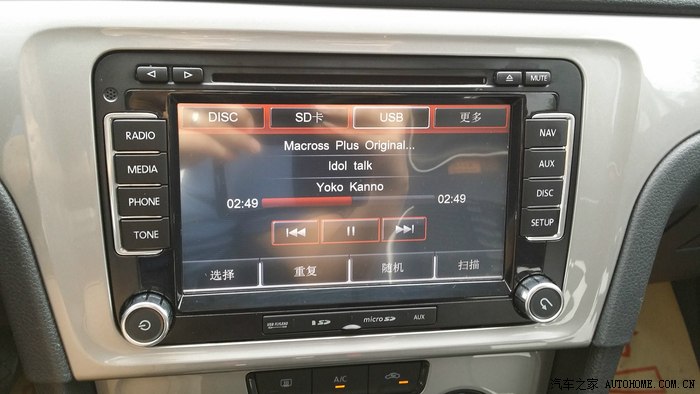 MUTE
DISC SD卡 USB 更多
RADIO
MEDIA
PHONE
TONE
Macross Plus Original...
Idol talk
Yoko Kanno
02:49 02:49
选择 重复 随机 扫描
NAV
AUX
DISC
SETUP
micro SD AUX
A/C
汽车之家 AUTOHOME.COM.CN